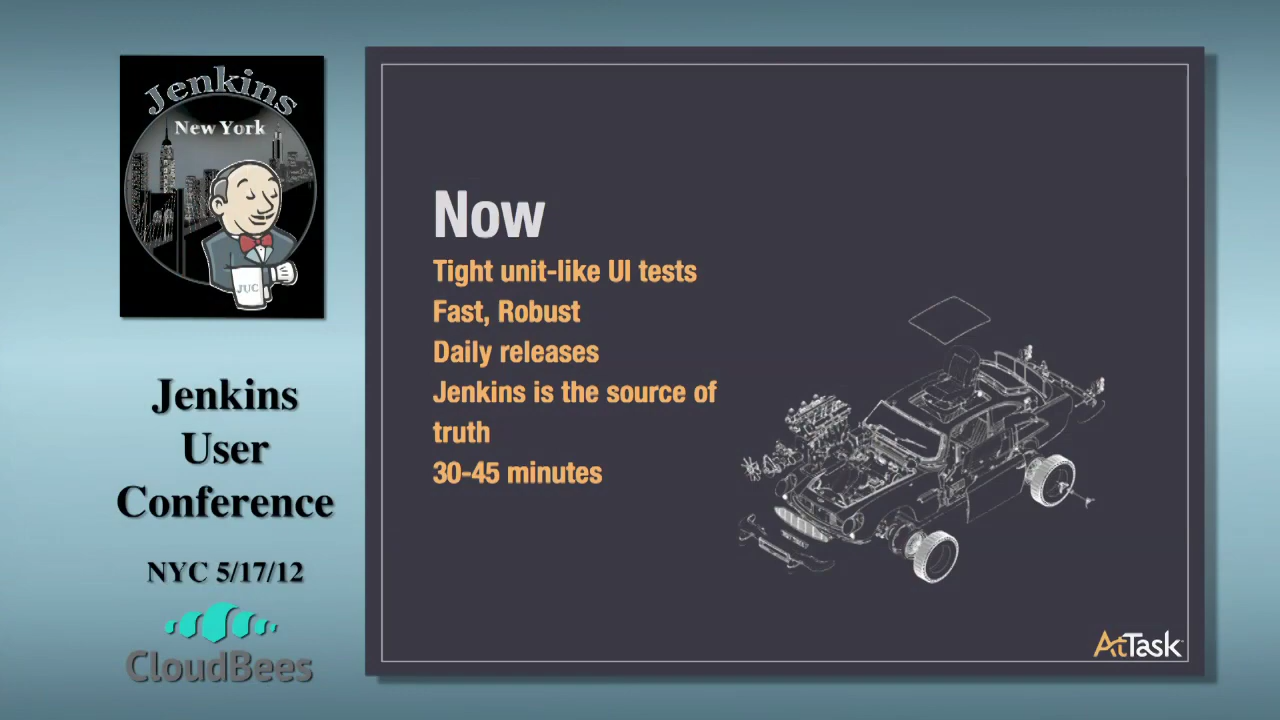 Jenkins
New York
JUC
Jenkins
User
Conference
NYC 5/17/12
CloudBees
Now
Tight unit-like UI tests
Fast, Robust
Daily releases
Jenkins is the source of
truth
30-45 minutes
AtTask